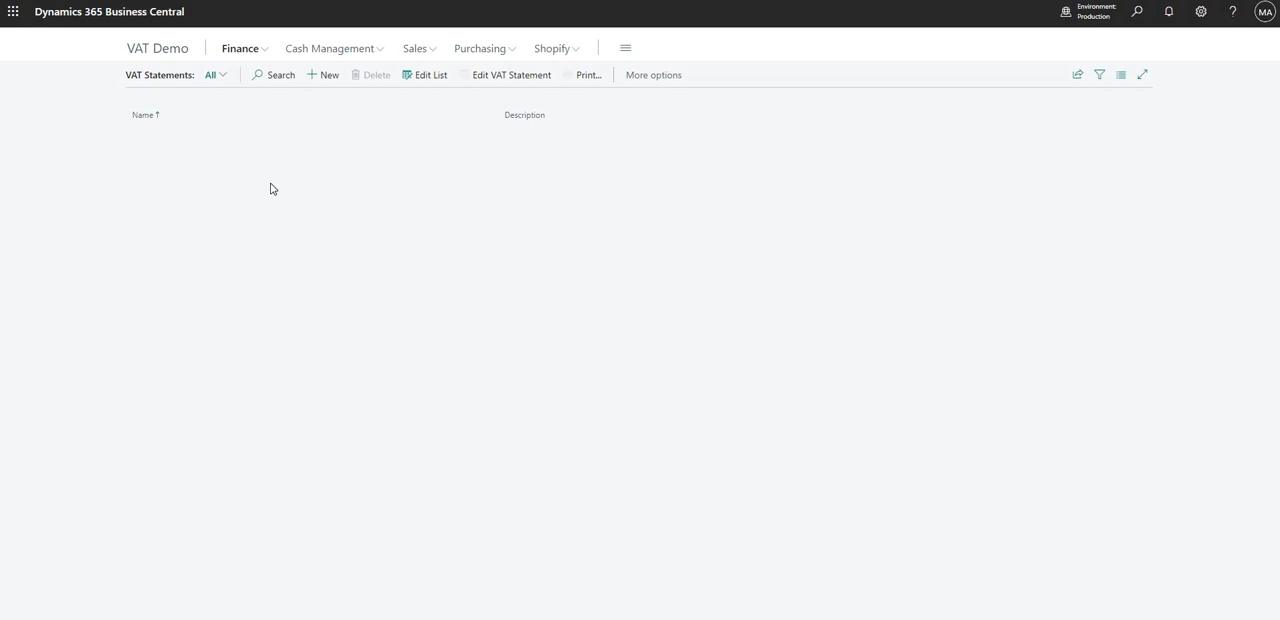 Dynamics 365 Business Central
Environment:
Production
MA
VAT Demo
Finance
Cash Management
Sales
Purchasing
Shopify
VAT Statements: All
Search
New
Delete
Edit List
Edit VAT Statement
Print...
More options
Name ↑
Description